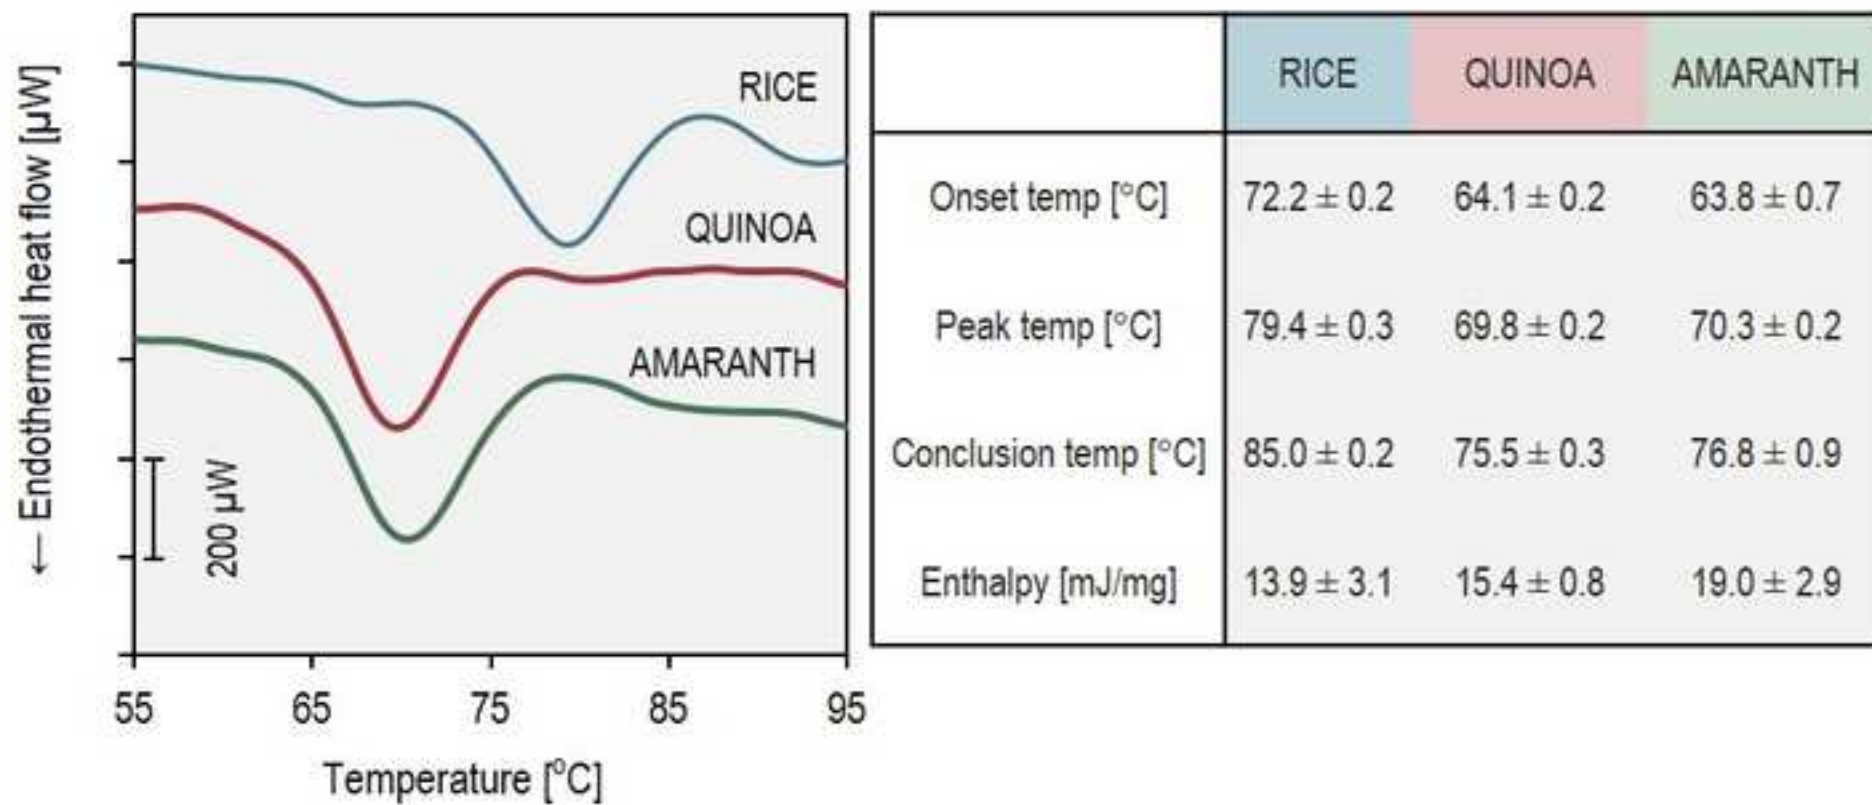 ← Endothermal heat flow [µW]
RICE
QUINOA
AMARANTH
200 µW
55 65 75 85 95
Temperature [°C]
RICE QUINOA AMARANTH
Onset temp [°C] 72.2 ± 0.2 64.1 ± 0.2 63.8 ± 0.7
Peak temp [°C] 79.4 ± 0.3 69.8 ± 0.2 70.3 ± 0.2
Conclusion temp [°C] 85.0 ± 0.2 75.5 ± 0.3 76.8 ± 0.9
Enthalpy [mJ/mg] 13.9 ± 3.1 15.4 ± 0.8 19.0 ± 2.9